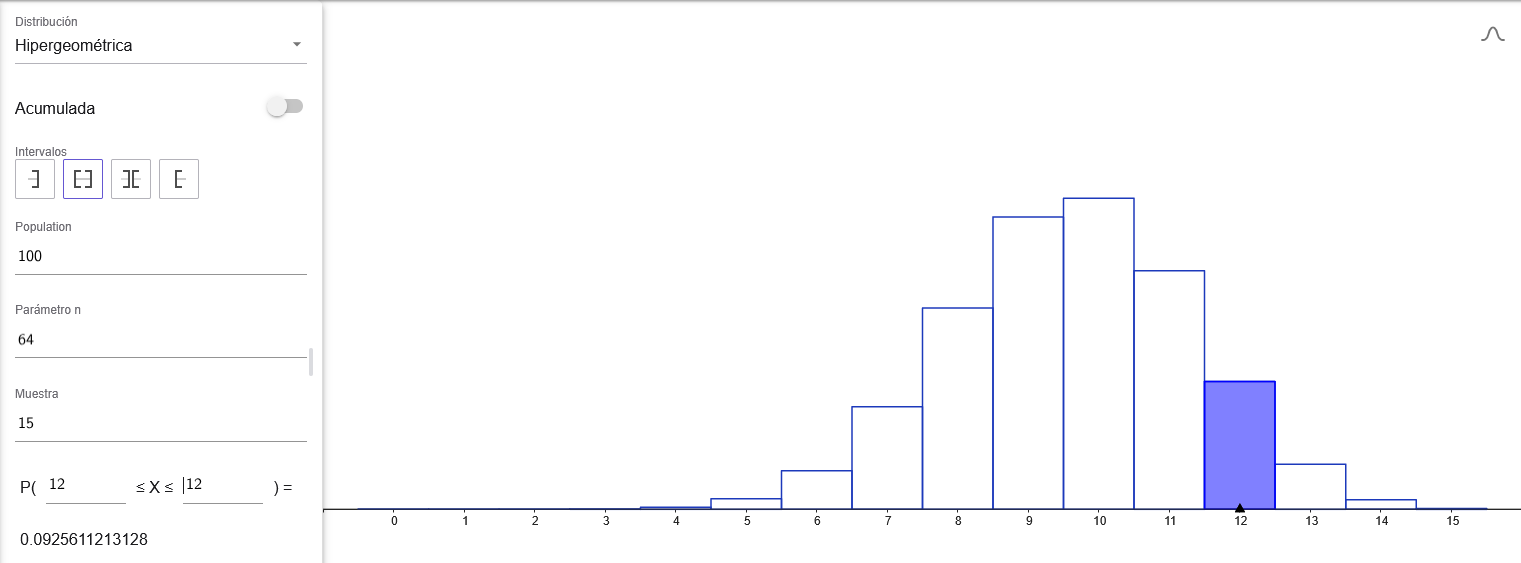 Distribución
Hipergeométrica
Acumulada
Intervalos
Population
100
Parámetro n
64
Muestra
15
P( 12 ≤ X ≤ 12 ) =
0.0925611213128
0 1 2 3 4 5 6 7 8 9 10 11 12 13 14 15